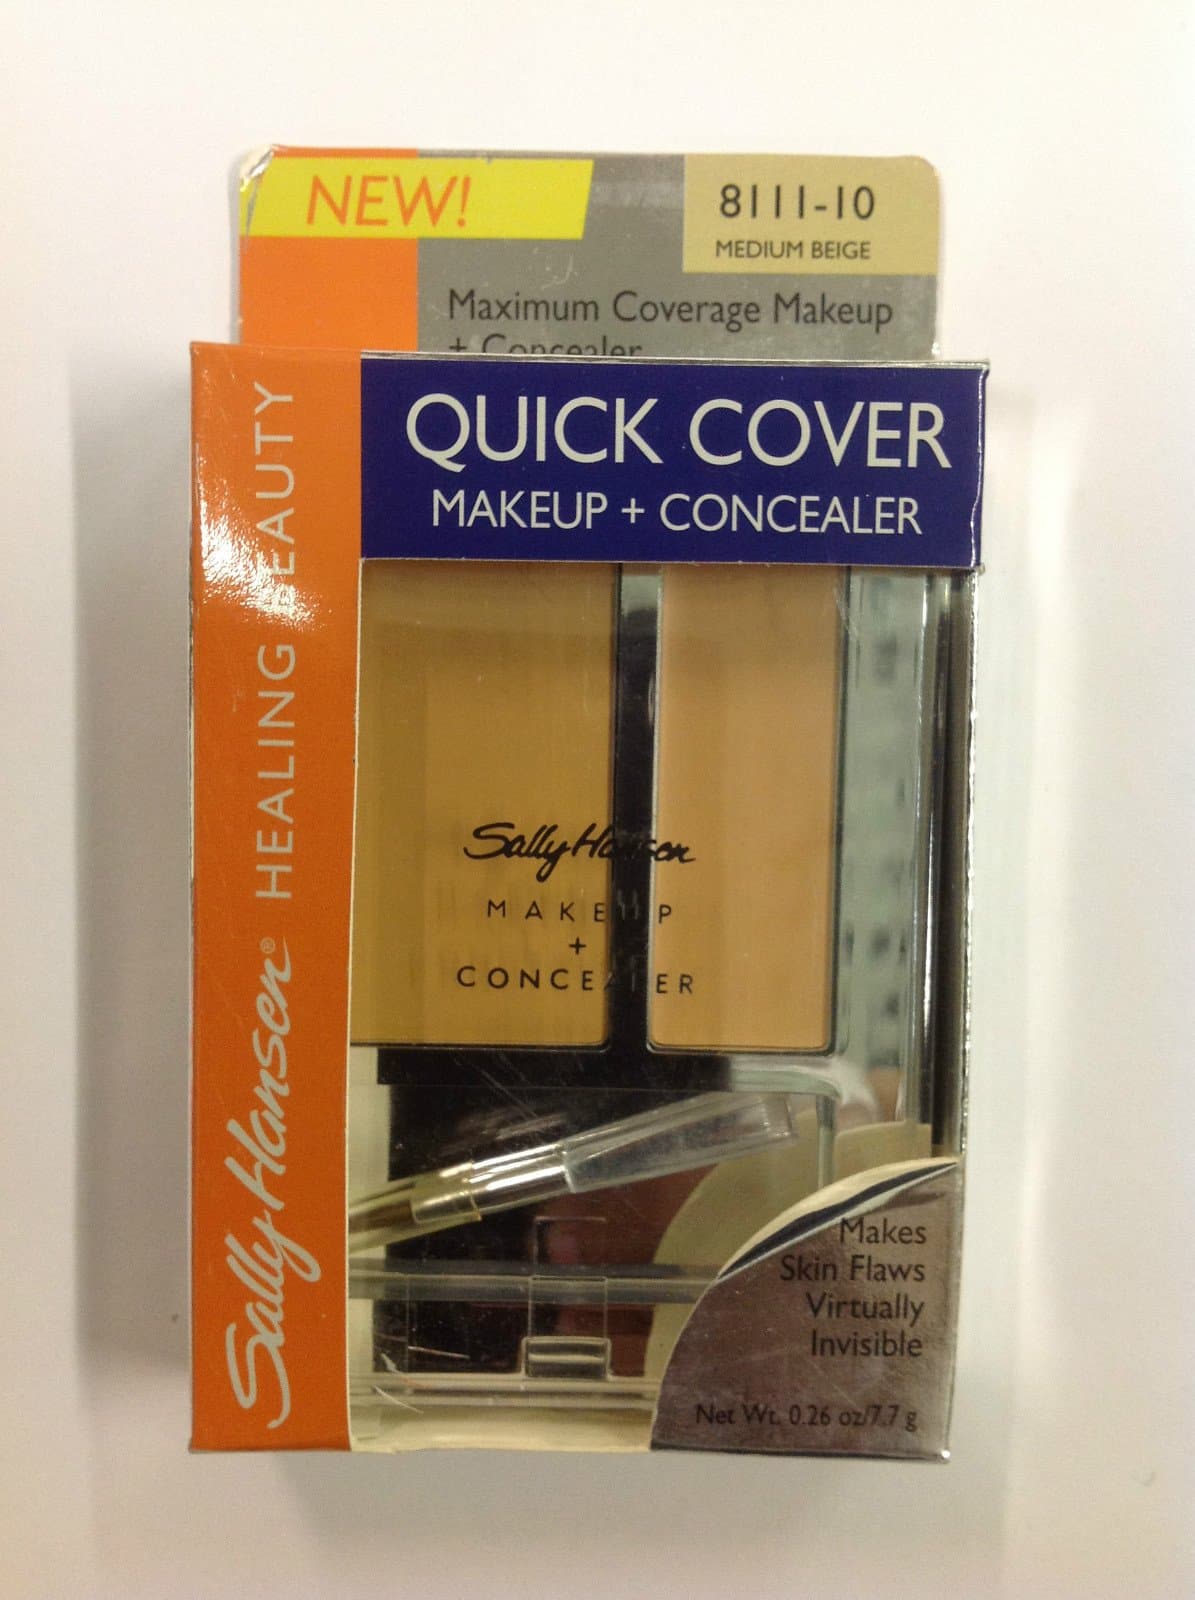 NEW!
8111-10
MEDIUM BEIGE
Maximum Coverage Makeup
+ Concealer
QUICK COVER
MAKEUP + CONCEALER
Sally Hansen® HEALING BEAUTY
Sally Hansen
MAKEUP
+
CONCEALER
Makes
Skin Flaws
Virtually
Invisible
Net Wt. 0.26 oz/7.7 g